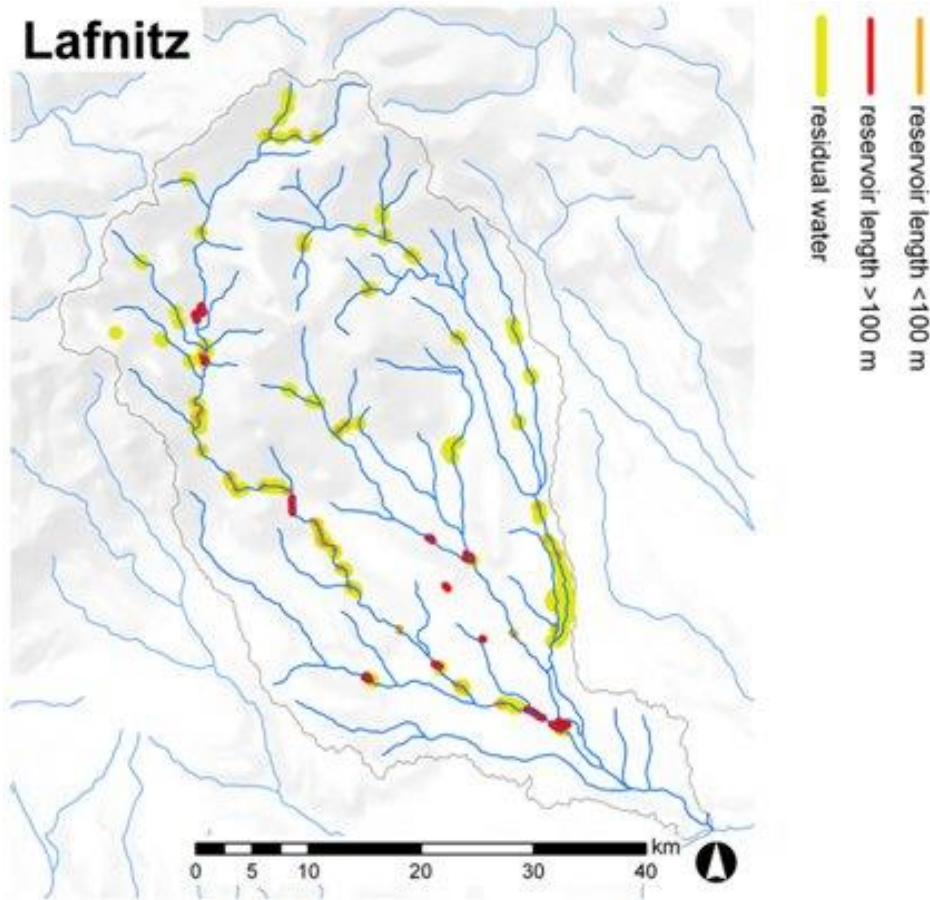 Lafnitz
residual water
reservoir length >100 m
reservoir length <100 m
km
0 5 10 20 30 40